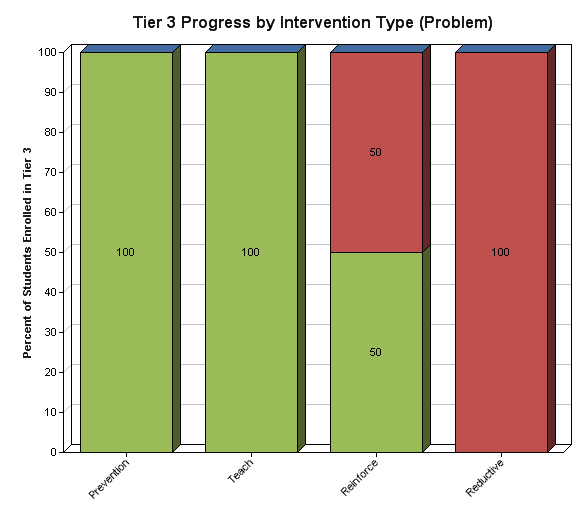 Tier 3 Progress by Intervention Type (Problem)
Percent of Students Enrolled in Tier 3
100
90
80
70
60
50
40
30
20
10
0
100
100
50
50
100
Prevention
Teach
Reinforce
Reductive